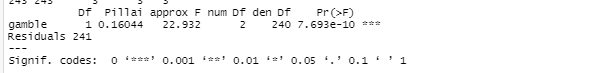 Df Pillai approx F num Df den Df Pr(>F)
gamble 1 0.16044 22.932 2 240 7.693e-10 ***
Residuals 241
---
Signif. codes: 0 ‘***’ 0.001 ‘**’ 0.01 ‘*’ 0.05 ‘.’ 0.1 ‘ ’ 1